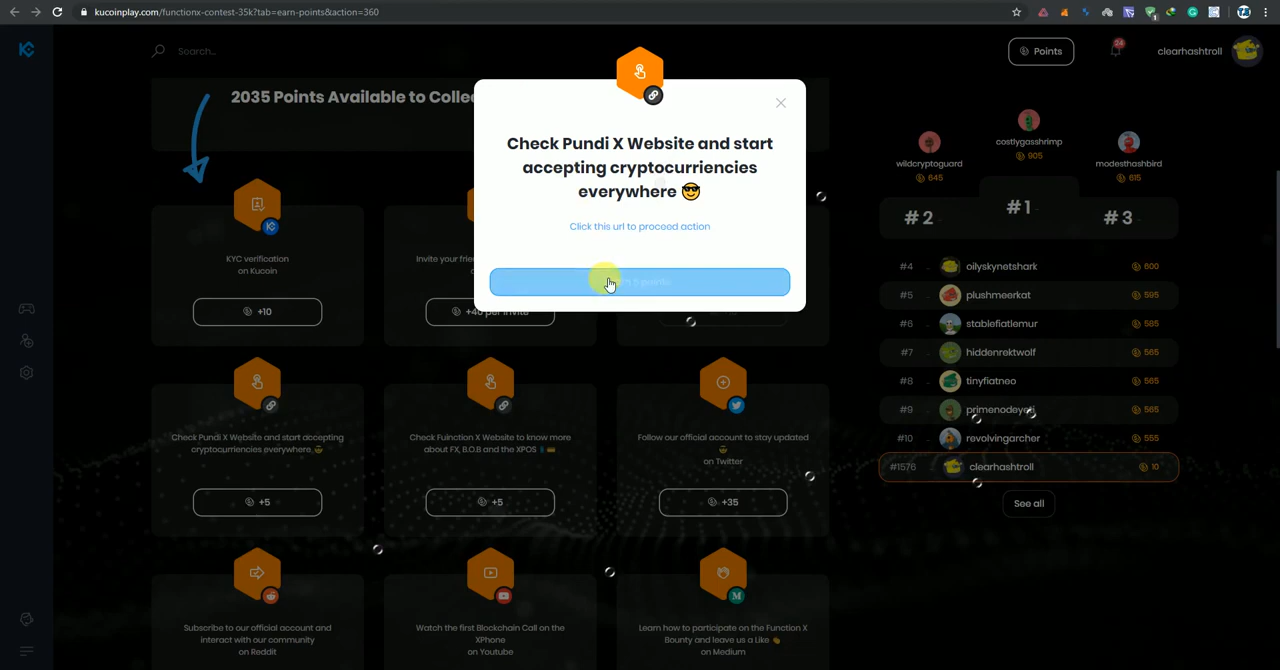 kucoinplay.com/functionx-contest-35k?tab=earn-points&action=360
Search...
Points
24
clearhashtroll
2035 Points Available to Colle
Check Pundi X Website and start
accepting cryptocurriencies
everywhere 😎
Click this url to proceed action
5 points
KYC verification
on Kucoin
+10
Invite your frie
+40 per invite
Check Pundi X Website and start accepting
cryptocurriencies everywhere 😎
+5
Check Fuinction X Website to know more
about FX, B.O.B and the XPOS
+5
Follow our official account to stay updated
😎
on Twitter
+35
Subscribe to our official account and
interact with our community
on Reddit
Watch the first Blockchain Call on the
XPhone
on Youtube
Learn how to participate on the Function X
Bounty and leave us a Like 👏
on Medium
wildcryptoguard
645
costlygasshrimp
905
modesthashbird
615
#2
#1
#3
#4 oilyskynetshark 600
#5 plushmeerkat 595
#6 stablefiatlemur 585
#7 hiddenrektwolf 565
#8 tinyfiatneo 565
#9 primenodeyeti 565
#10 revolvingarcher 555
#1576 clearhashtroll 10
See all